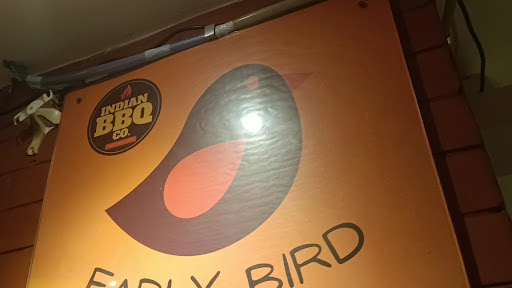 INDIAN
BBQ
CO.
EARLY BIRD